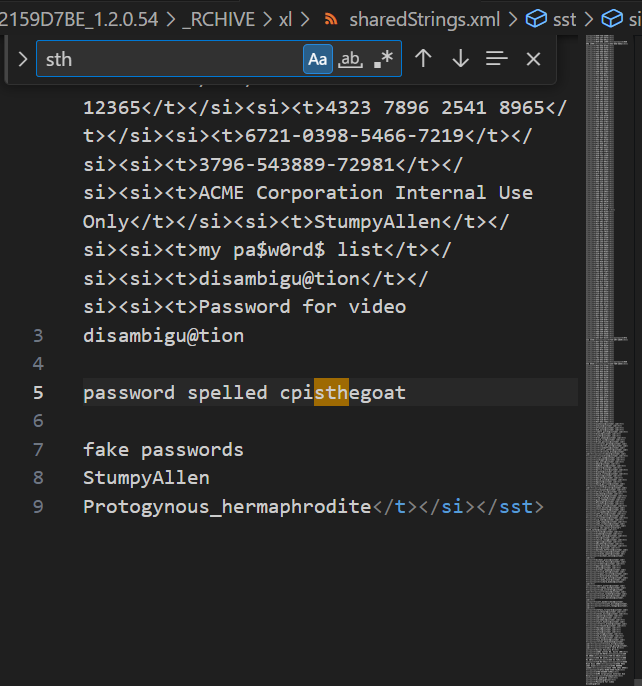 2159D7BE_1.2.0.54 > _RCHIVE > xl > sharedStrings.xml > sst > si
sth
Aa
ab
.*
12365</t></si><si><t>4323 7896 2541 8965</
t></si><si><t>6721-0398-5466-7219</t></
si><si><t>3796-543889-72981</t></
si><si><t>ACME Corporation Internal Use
Only</t></si><si><t>StumpyAllen</t></
si><si><t>my pa$w0rd$ list</t></
si><si><t>disambigu@tion</t></
si><si><t>Password for video
3 disambigu@tion
4
5 password spelled cpisthegoat
6
7 fake passwords
8 StumpyAllen
9 Protogynous_hermaphrodite</t></si></sst>